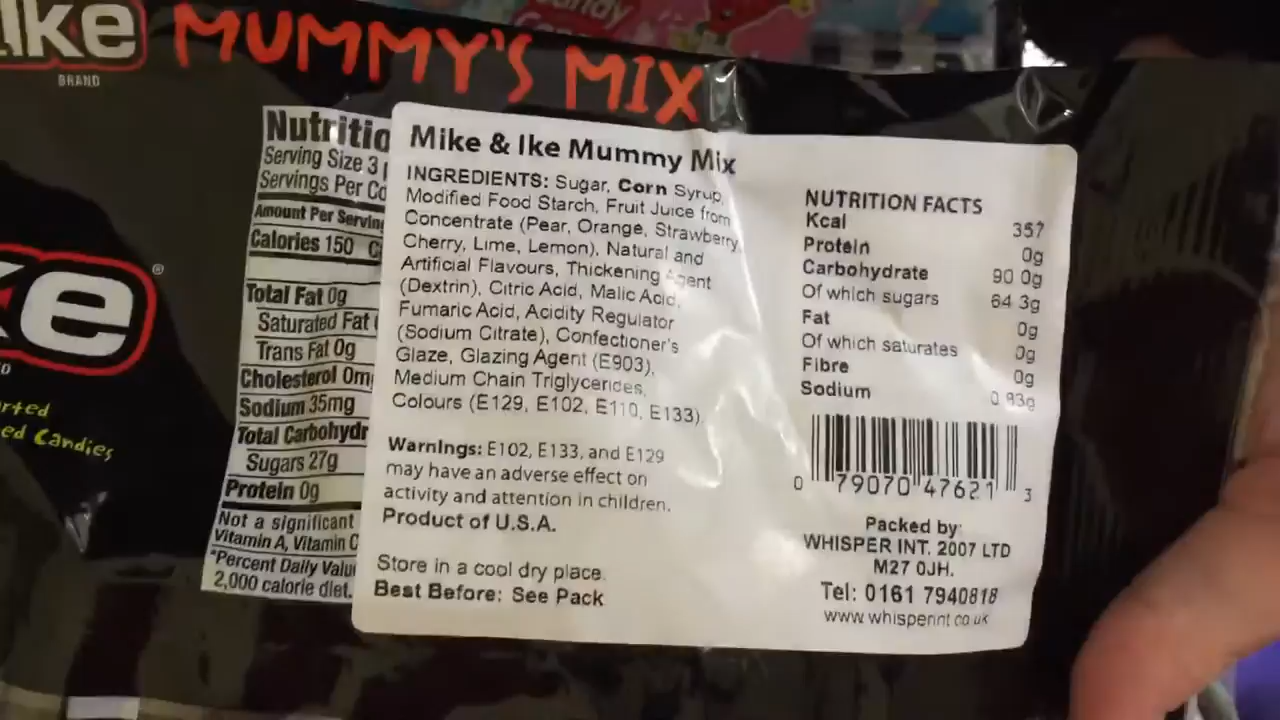 Ike
BRAND
MUMMY'S MIX
Candy
ke
®
ed Candies
Nutritio
Serving Size 3
Servings Per Co
Amount Per Serving
Calories 150 C
Total Fat 0g
Saturated Fat
Trans Fat 0g
Cholesterol 0m
Sodium 35mg
Total Carbohydr
Sugars 27g
Protein 0g
Not a significant
Vitamin A, Vitamin C
*Percent Daily Valu
2,000 calorie diet.
Mike & Ike Mummy Mix
INGREDIENTS: Sugar, Corn Syrup,
Modified Food Starch, Fruit Juice from
Concentrate (Pear, Orange, Strawberry,
Cherry, Lime, Lemon), Natural and
Artificial Flavours, Thickening Agent
(Dextrin), Citric Acid, Malic Acid,
Fumaric Acid, Acidity Regulator
(Sodium Citrate), Confectioner's
Glaze, Glazing Agent (E903),
Medium Chain Triglycerides,
Colours (E129, E102, E110, E133).
Warnings: E102, E133, and E129
may have an adverse effect on
activity and attention in children.
Product of U.S.A.
Store in a cool dry place.
Best Before: See Pack
NUTRITION FACTS
Kcal 357
Protein 0g
Carbohydrate 90.0g
Of which sugars 64.3g
Fat 0g
Of which saturates 0g
Fibre 0g
Sodium
0 79070 47621 3
Packed by:
WHISPER INT. 2007 LTD
M27 0JH.
Tel: 0161 7940818
www.whisperint.co.uk